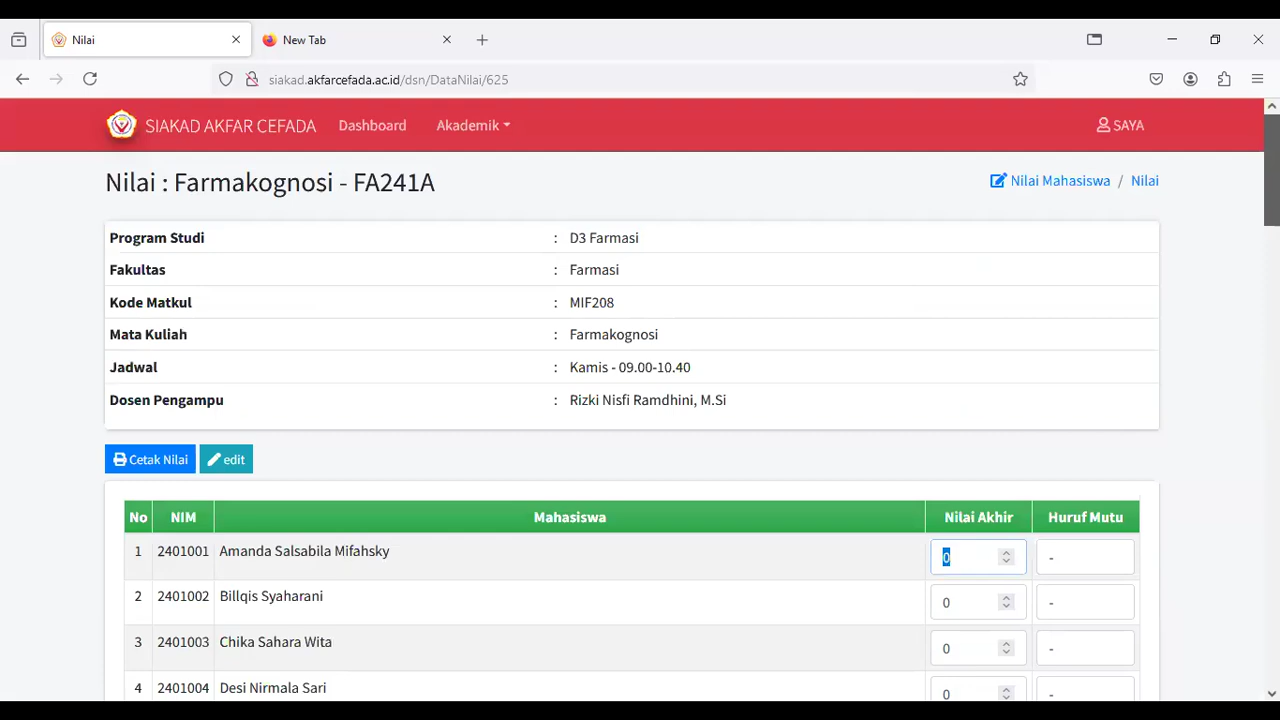 Nilai
New Tab
siakad.akfarcefada.ac.id/dsn/DataNilai/625
SIAKAD AKFAR CEFADA Dashboard Akademik SAYA
Nilai : Farmakognosi - FA241A Nilai Mahasiswa / Nilai
Program Studi : D3 Farmasi
Fakultas : Farmasi
Kode Matkul : MIF208
Mata Kuliah : Farmakognosi
Jadwal : Kamis - 09.00-10.40
Dosen Pengampu : Rizki Nisfi Ramdhini, M.Si
Cetak Nilai edit
No NIM Mahasiswa Nilai Akhir Huruf Mutu
1 2401001 Amanda Salsabila Mifahsky 0 -
2 2401002 Billqis Syaharani 0 -
3 2401003 Chika Sahara Wita 0 -
4 2401004 Desi Nirmala Sari 0 -